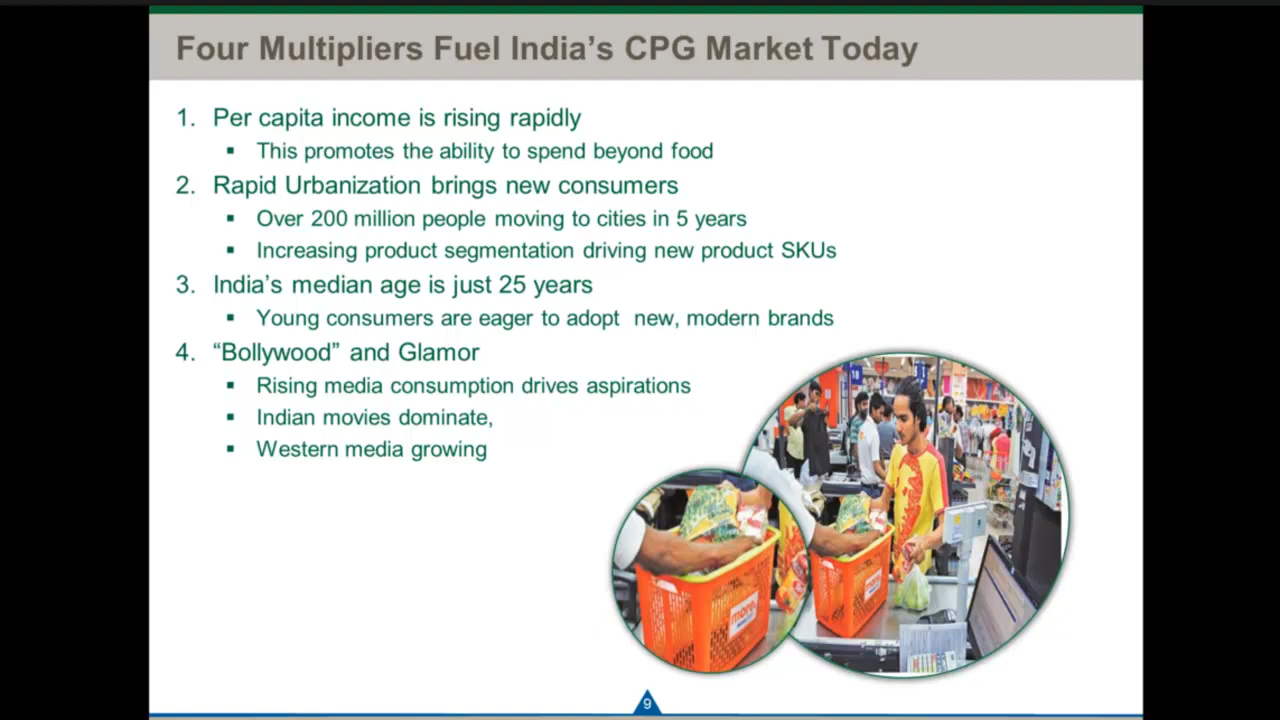 Four Multipliers Fuel India's CPG Market Today
1. Per capita income is rising rapidly
▪ This promotes the ability to spend beyond food
2. Rapid Urbanization brings new consumers
▪ Over 200 million people moving to cities in 5 years
▪ Increasing product segmentation driving new product SKUs
3. India's median age is just 25 years
▪ Young consumers are eager to adopt  new, modern brands
4. “Bollywood” and Glamor
▪ Rising media consumption drives aspirations
▪ Indian movies dominate,
▪ Western media growing
more.
more.
9